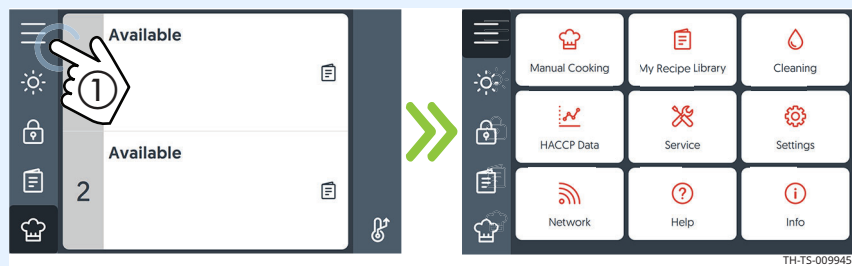 Available
1
Available
2
Manual Cooking
My Recipe Library
Cleaning
HACCP Data
Service
Settings
Network
Help
Info
TH-TS-009945